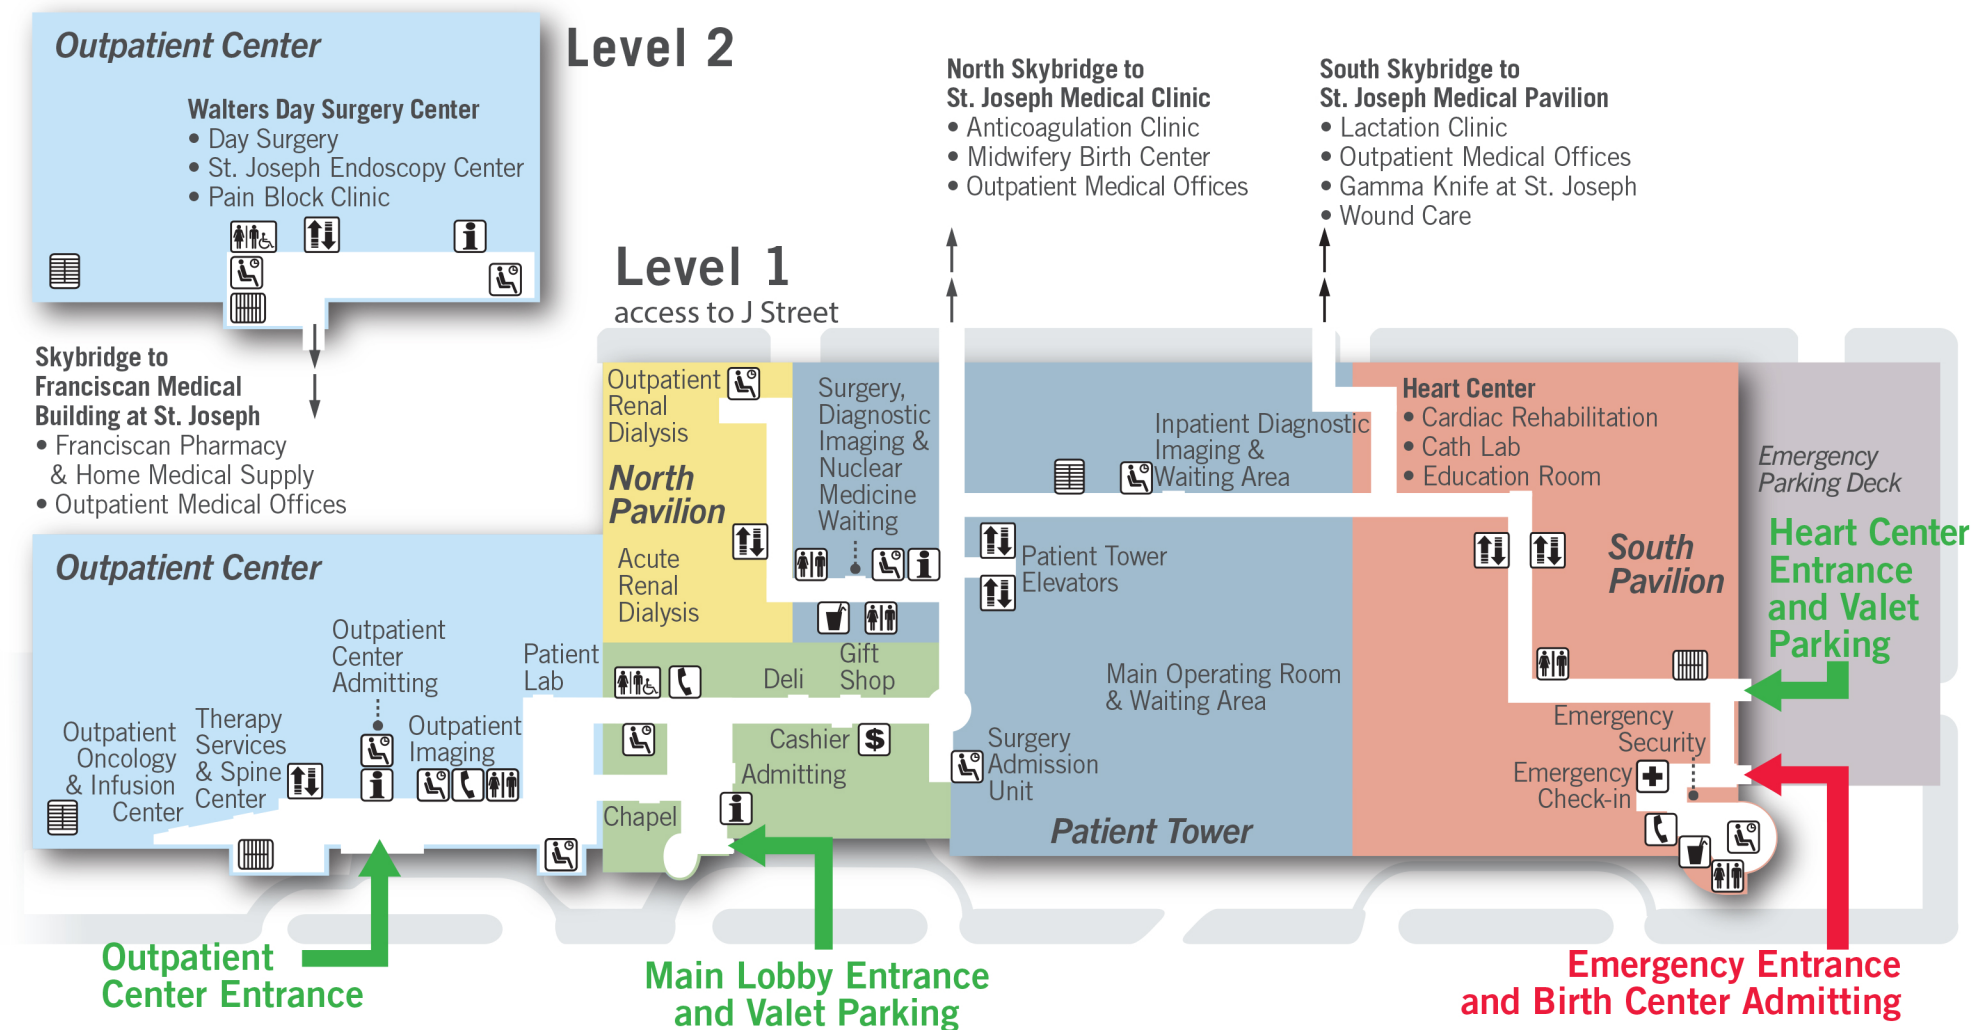 Outpatient Center
Level 2
Walters Day Surgery Center
• Day Surgery
• St. Joseph Endoscopy Center
• Pain Block Clinic
Skybridge to
Franciscan Medical
Building at St. Joseph
• Franciscan Pharmacy
& Home Medical Supply
• Outpatient Medical Offices
North Skybridge to
St. Joseph Medical Clinic
• Anticoagulation Clinic
• Midwifery Birth Center
• Outpatient Medical Offices
South Skybridge to
St. Joseph Medical Pavilion
• Lactation Clinic
• Outpatient Medical Offices
• Gamma Knife at St. Joseph
• Wound Care
Level 1
access to J Street
Outpatient
Renal
Dialysis
North
Pavilion
Acute
Renal
Dialysis
Surgery,
Diagnostic
Imaging &
Nuclear
Medicine
Waiting
Inpatient Diagnostic
Imaging &
Waiting Area
Heart Center
• Cardiac Rehabilitation
• Cath Lab
• Education Room
Emergency
Parking Deck
Heart Center
Entrance
and Valet
Parking
South
Pavilion
Patient Tower
Elevators
Outpatient Center
Outpatient
Center
Admitting
Patient
Lab
Deli
Gift
Shop
Main Operating Room
& Waiting Area
Outpatient
Oncology
& Infusion
Center
Therapy
Services
& Spine
Center
Outpatient
Imaging
Cashier
$
Admitting
Chapel
Surgery
Admission
Unit
Patient Tower
Emergency
Security
Emergency
Check-in
Outpatient
Center Entrance
Main Lobby Entrance
and Valet Parking
Emergency Entrance
and Birth Center Admitting